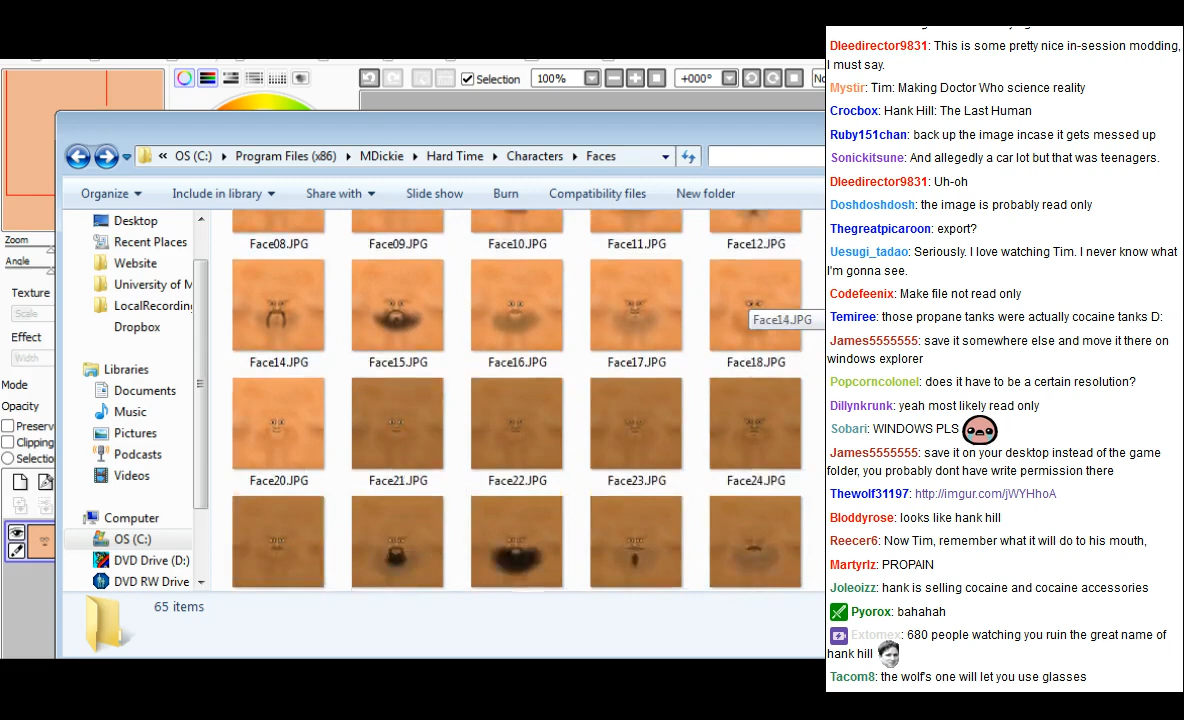 Selection
100%
+000°
No
« OS (C:) Program Files (x86) MDickie Hard Time Characters Faces
Organize Include in library Share with Slide show Burn Compatibility files New folder
Zoom
Angle
Texture
Scale
Effect
Width
Mode
Opacity
Preserv
Clipping
Selectio
Desktop
Recent Places
Website
University of M
LocalRecording
Dropbox
Libraries
Documents
Music
Pictures
Podcasts
Videos
Computer
OS (C:)
DVD Drive (D:)
DVD RW Drive
Face08.JPG Face09.JPG Face10.JPG Face11.JPG Face12.JPG
Face14.JPG
Face14.JPG Face15.JPG Face16.JPG Face17.JPG Face18.JPG
Face20.JPG Face21.JPG Face22.JPG Face23.JPG Face24.JPG
65 items
Dleedirector9831: This is some pretty nice in-session modding,
I must say.
Mystir: Tim: Making Doctor Who science reality
Crocbox: Hank Hill: The Last Human
Ruby151chan: back up the image incase it gets messed up
Sonickitsune: And allegedly a car lot but that was teenagers.
Dleedirector9831: Uh-oh
Doshdoshdosh: the image is probably read only
Thegreatpicaroon: export?
Uesugi_tadao: Seriously. I love watching Tim. I never know what
I'm gonna see.
Codefeenix: Make file not read only
Temiree: those propane tanks were actually cocaine tanks D:
James5555555: save it somewhere else and move it there on
windows explorer
Popcorncolonel: does it have to be a certain resolution?
Dillynkrunk: yeah most likely read only
Sobari: WINDOWS PLS
James5555555: save it on your desktop instead of the game
folder, you probably dont have write permission there
Thewolf31197: http://imgur.com/jWYHhoA
Bloddyrose: looks like hank hill
Reecer6: Now Tim, remember what it will do to his mouth,
Martyrlz: PROPAIN
Joleoizz: hank is selling cocaine and cocaine accessories
Pyorox: bahahah
Extomex: 680 people watching you ruin the great name of
hank hill
Tacom8: the wolf's one will let you use glasses